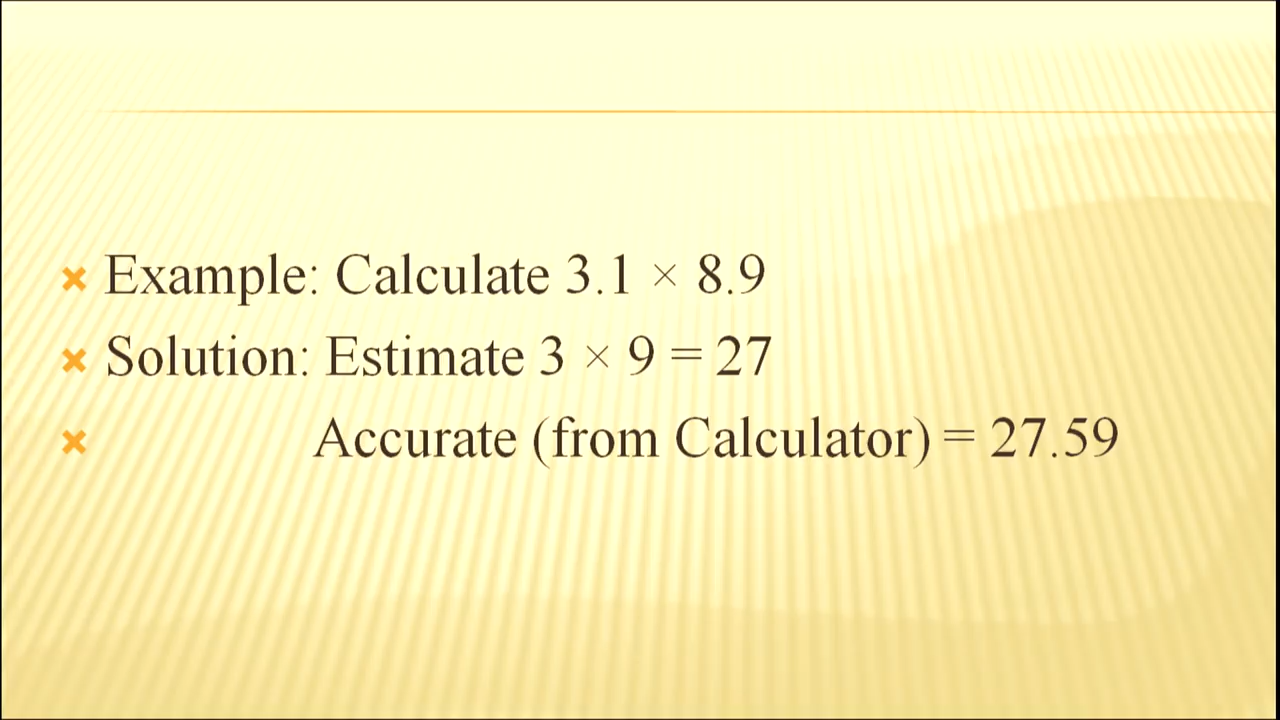 Example: Calculate 3.1 × 8.9
Solution: Estimate 3 × 9 = 27
Accurate (from Calculator) = 27.59